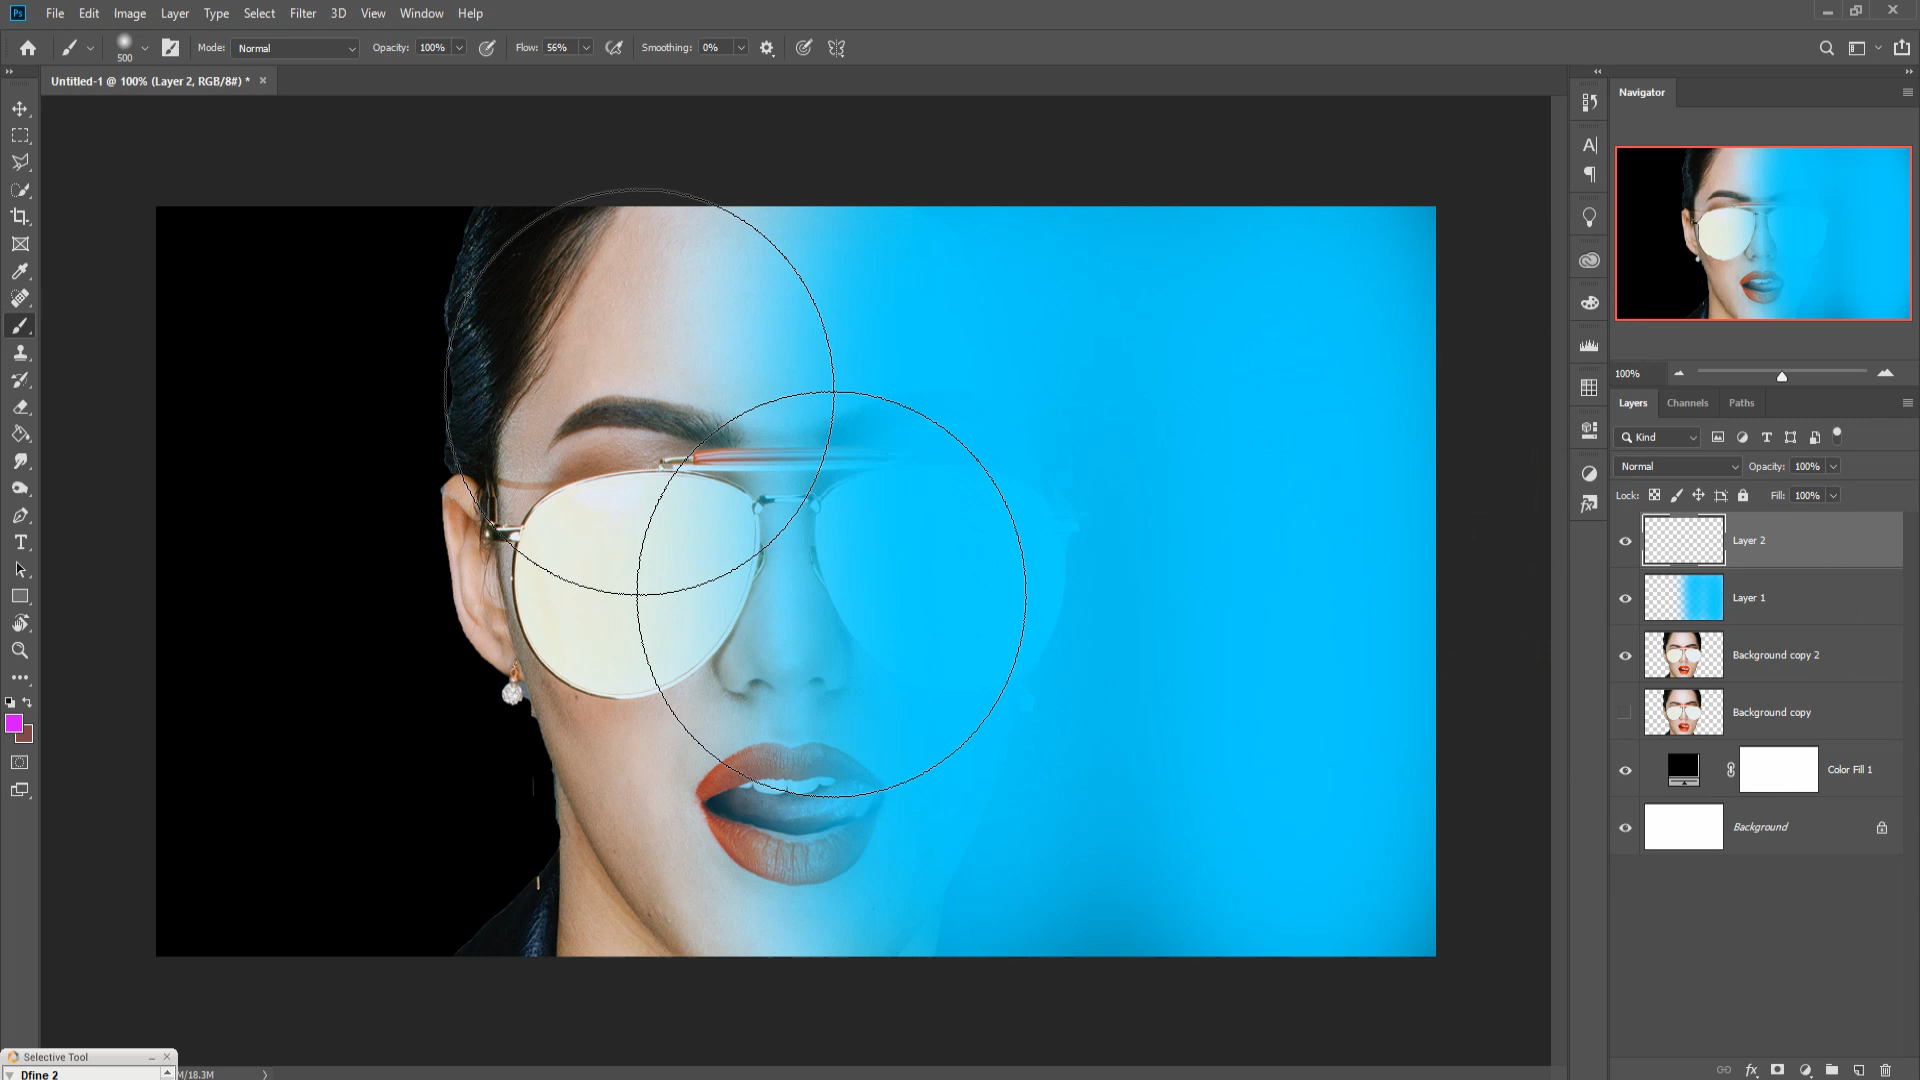 Ps File Edit Image Layer Type Select Filter 3D View Window Help
500 Mode: Normal Opacity: 100% Flow: 56% Smoothing: 0%
Untitled-1 @ 100% (Layer 2, RGB/8#) *
Navigator
100%
Layers Channels Paths
Kind
Normal Opacity: 100%
Lock: Fill: 100%
Layer 2
Layer 1
Background copy 2
Background copy
Color Fill 1
Background
Selective Tool
Dfine 2
M/18.3M